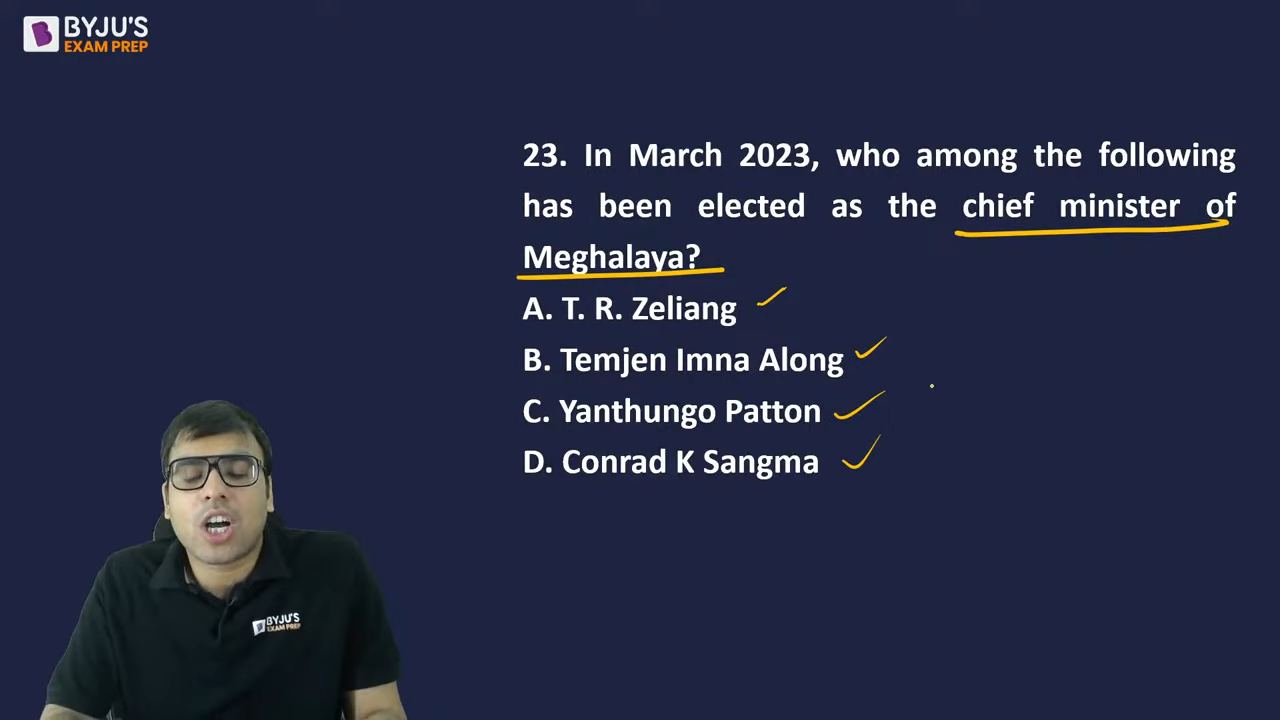 BYJU'S
EXAM PREP
23. In March 2023, who among the following
has been elected as the chief minister of
Meghalaya?
A. T. R. Zeliang
B. Temjen Imna Along
C. Yanthungo Patton
D. Conrad K Sangma
BYJU'S
EXAM PREP